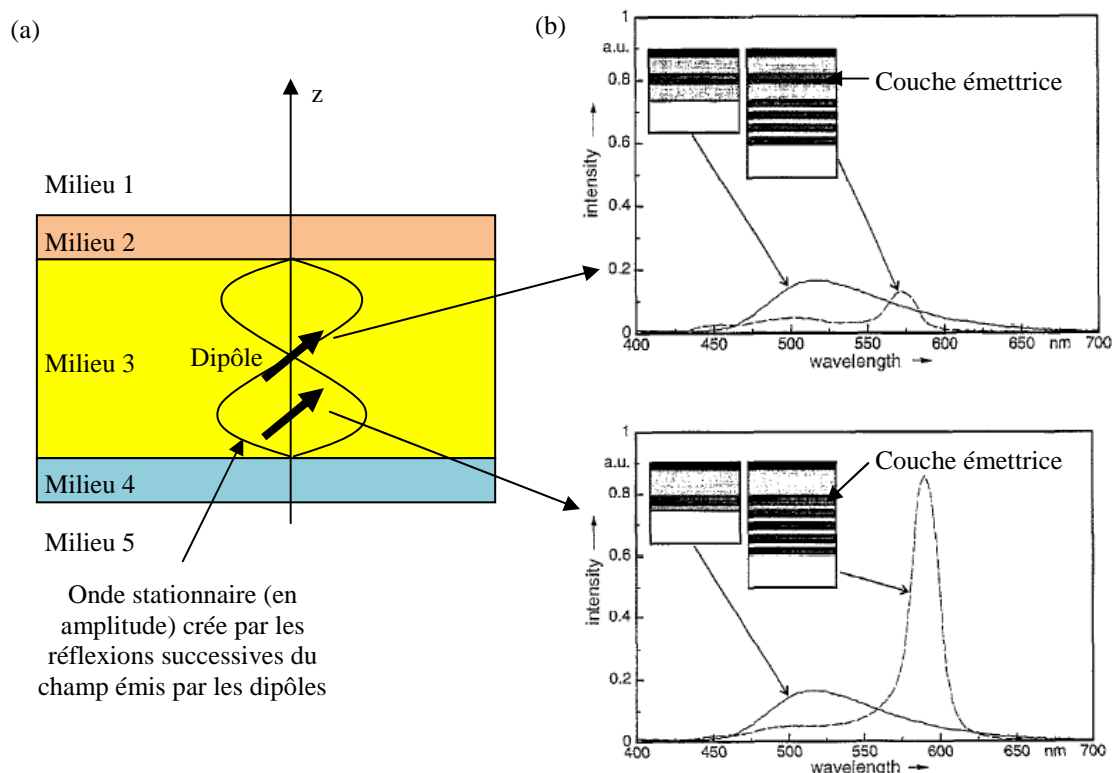 (a)
z
Milieu 1
Milieu 2
Milieu 3
Dipôle
Milieu 4
Milieu 5
Onde stationnaire (en
amplitude) crée par les
réflexions successives du
champ émis par les dipôles
(b)
1
a.u.
0.8
0.6
0.4
0.2
0
intensity
Couche émettrice
400 450 500 550 600 650 nm 700
wavelength
1
a.u.
0.8
0.6
0.4
0.2
0
intensity
Couche émettrice
400 450 500 550 600 650 nm 700
wavelength